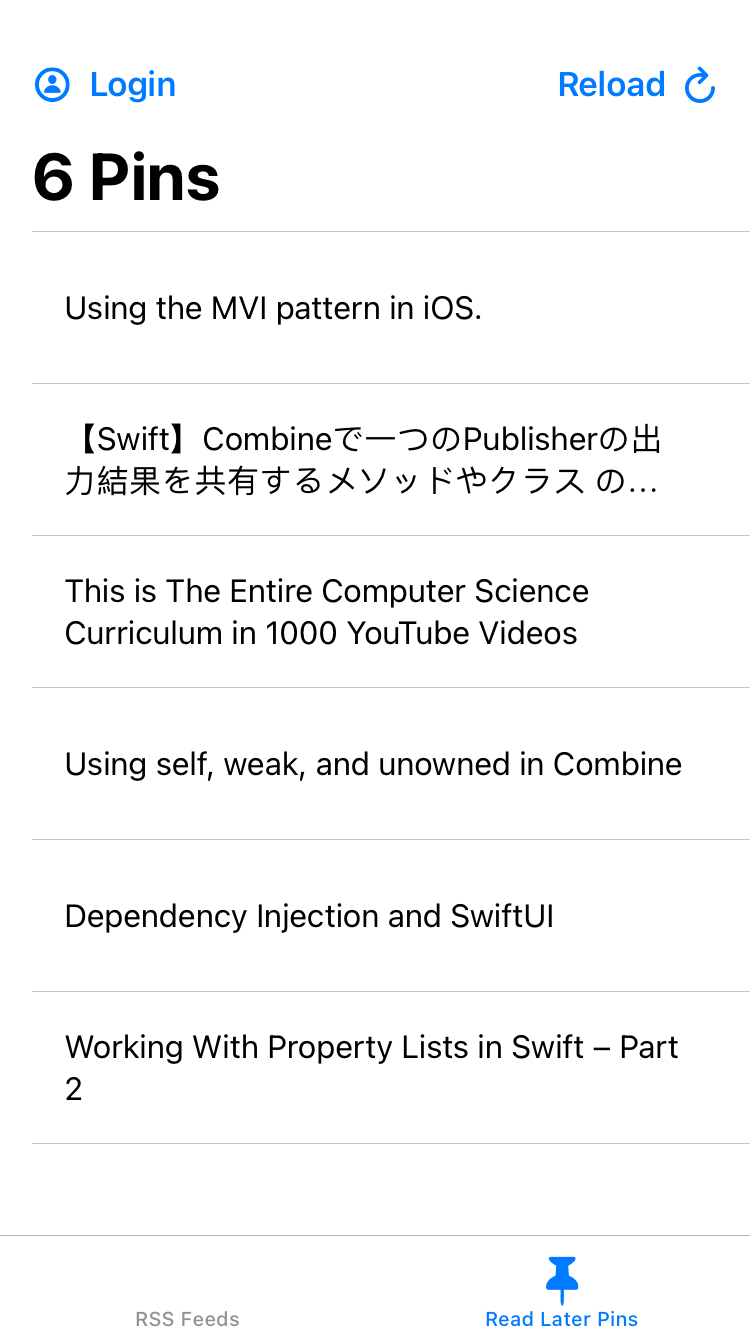 Login
Reload
6 Pins
Using the MVI pattern in iOS.
【Swift】Combineで一つのPublisherの出
力結果を共有するメソッドやクラス の…
This is The Entire Computer Science
Curriculum in 1000 YouTube Videos
Using self, weak, and unowned in Combine
Dependency Injection and SwiftUI
Working With Property Lists in Swift – Part
2
RSS Feeds
Read Later Pins